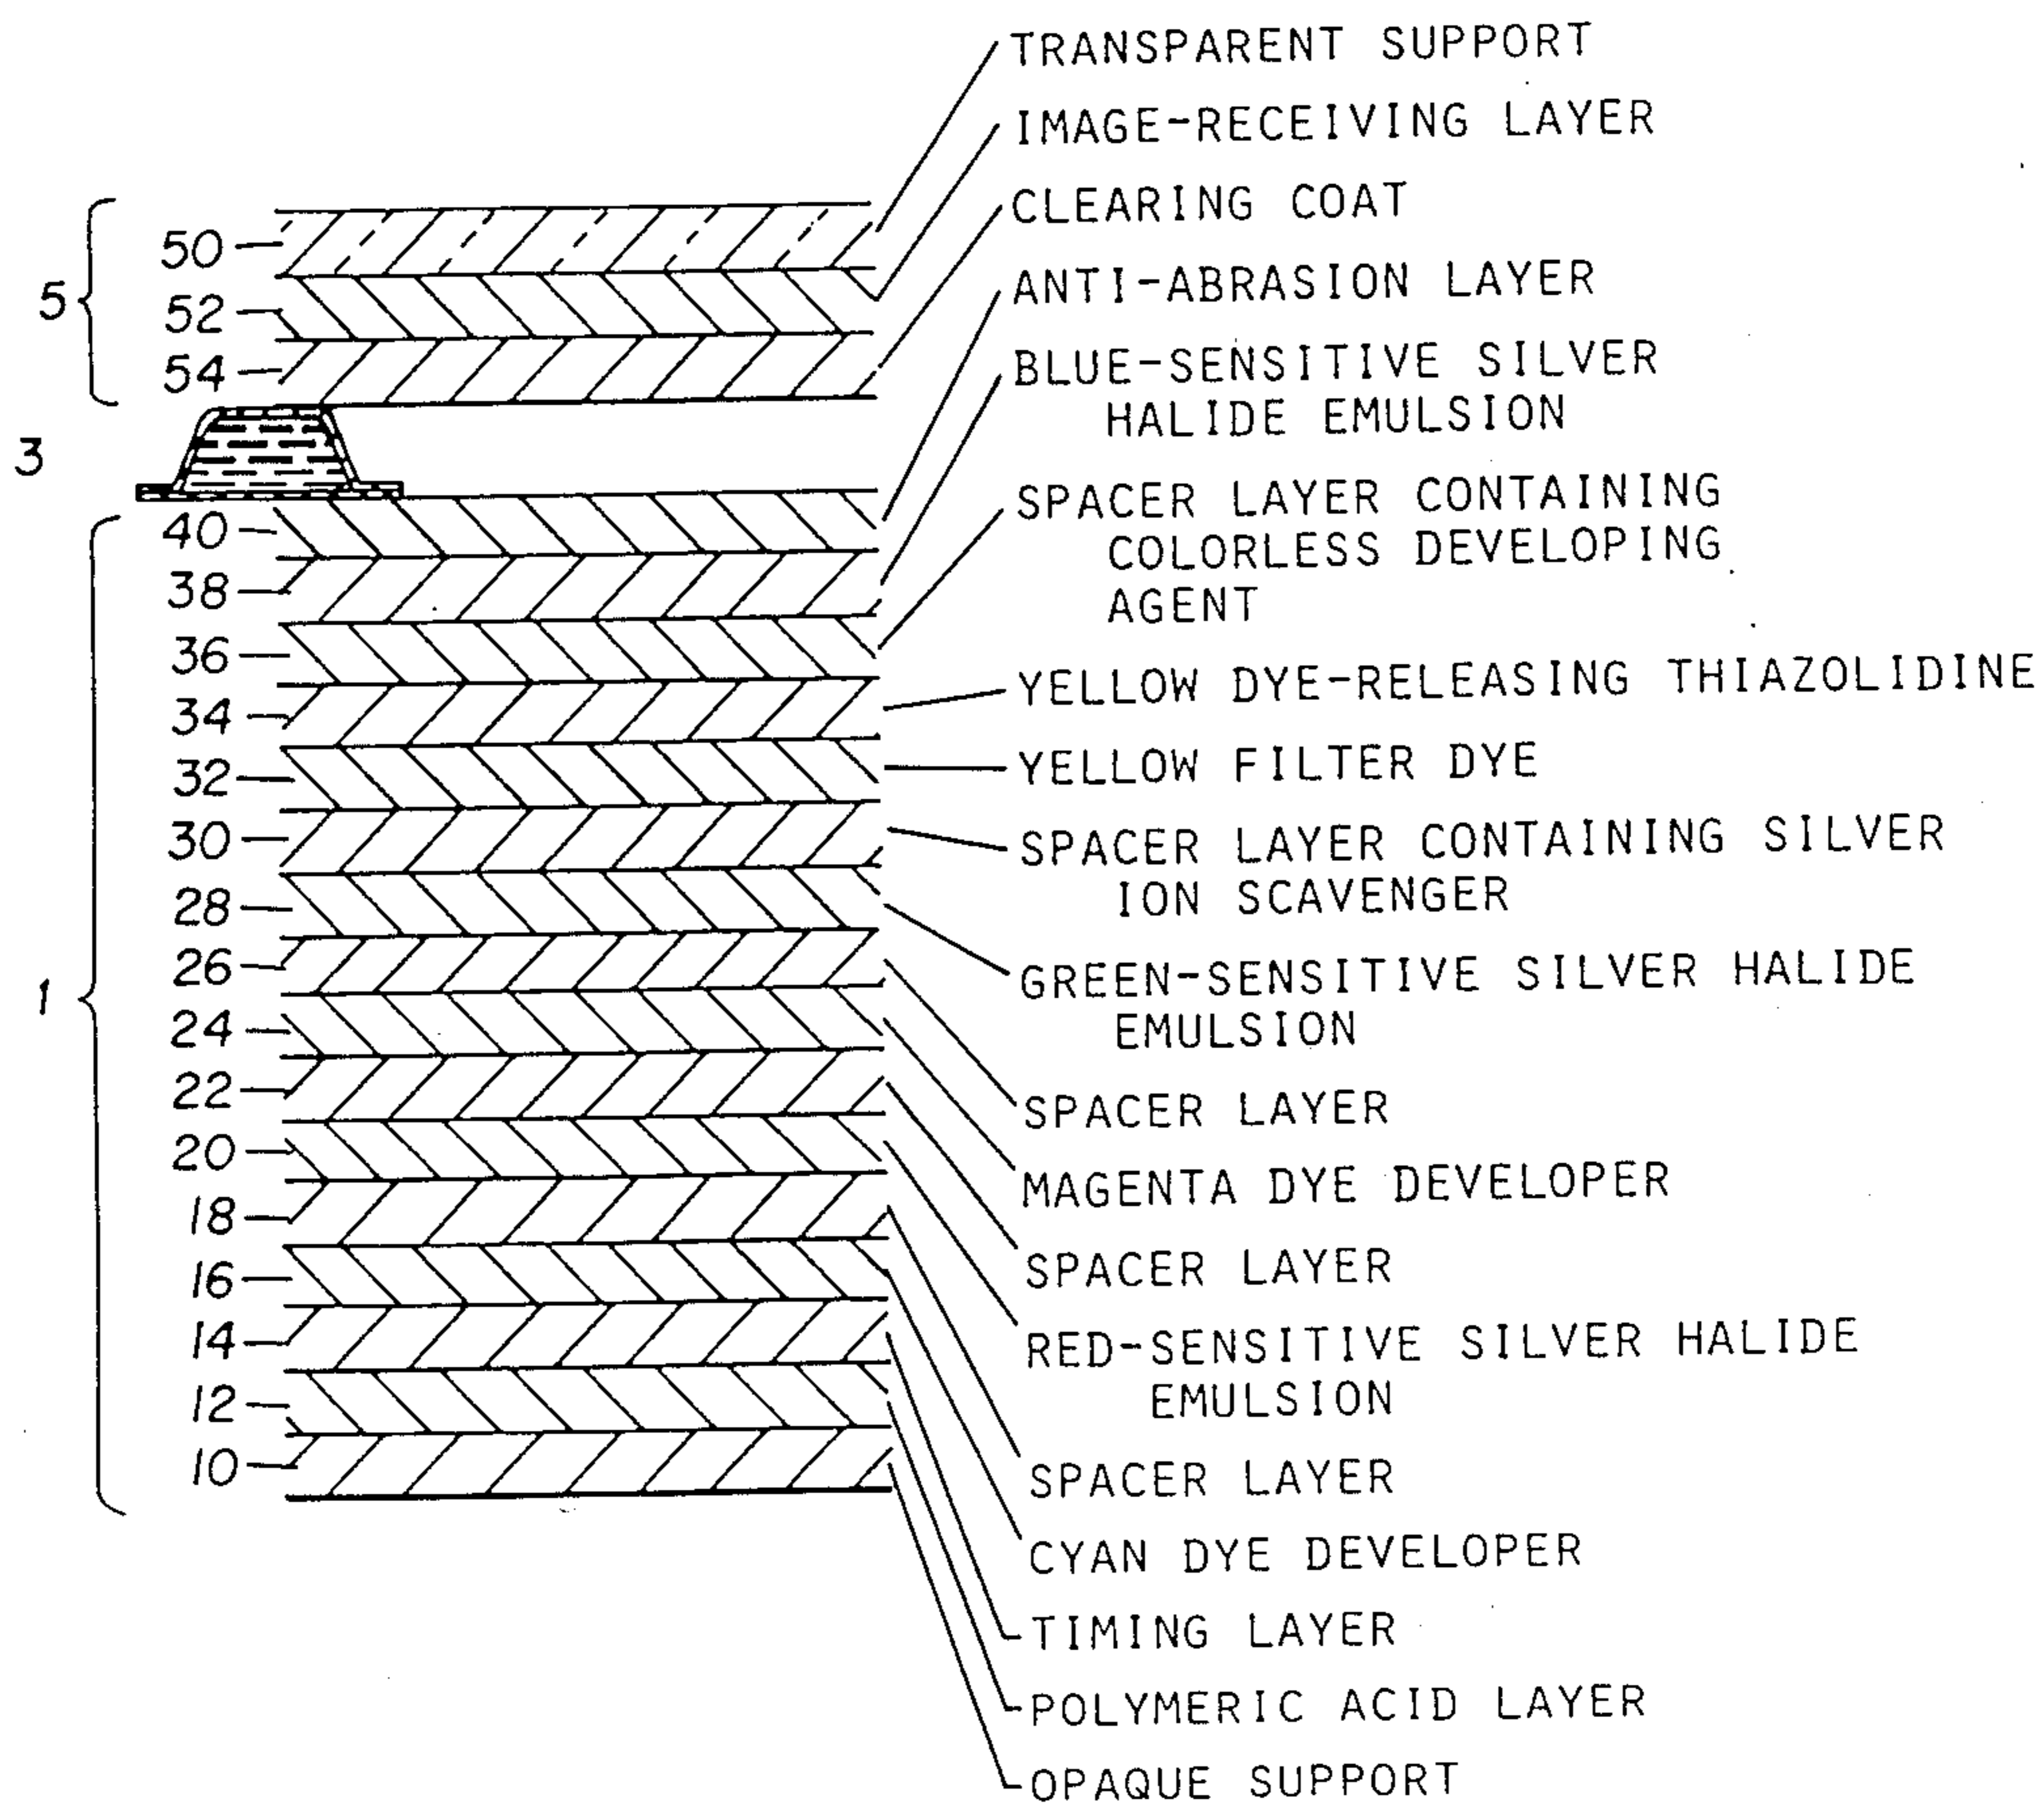 TRANSPARENT SUPPORT
IMAGE-RECEIVING LAYER
CLEARING COAT
ANTI-ABRASION LAYER
BLUE-SENSITIVE SILVER
HALIDE EMULSION
SPACER LAYER CONTAINING
COLORLESS DEVELOPING
AGENT
YELLOW DYE-RELEASING THIAZOLIDINE
YELLOW FILTER DYE
SPACER LAYER CONTAINING SILVER
ION SCAVENGER
GREEN-SENSITIVE SILVER HALIDE
EMULSION
SPACER LAYER
MAGENTA DYE DEVELOPER
SPACER LAYER
RED-SENSITIVE SILVER HALIDE
EMULSION
SPACER LAYER
CYAN DYE DEVELOPER
TIMING LAYER
POLYMERIC ACID LAYER
OPAQUE SUPPORT
5
50
52
54
3
1
40
38
36
34
32
30
28
26
24
22
20
18
16
14
12
10